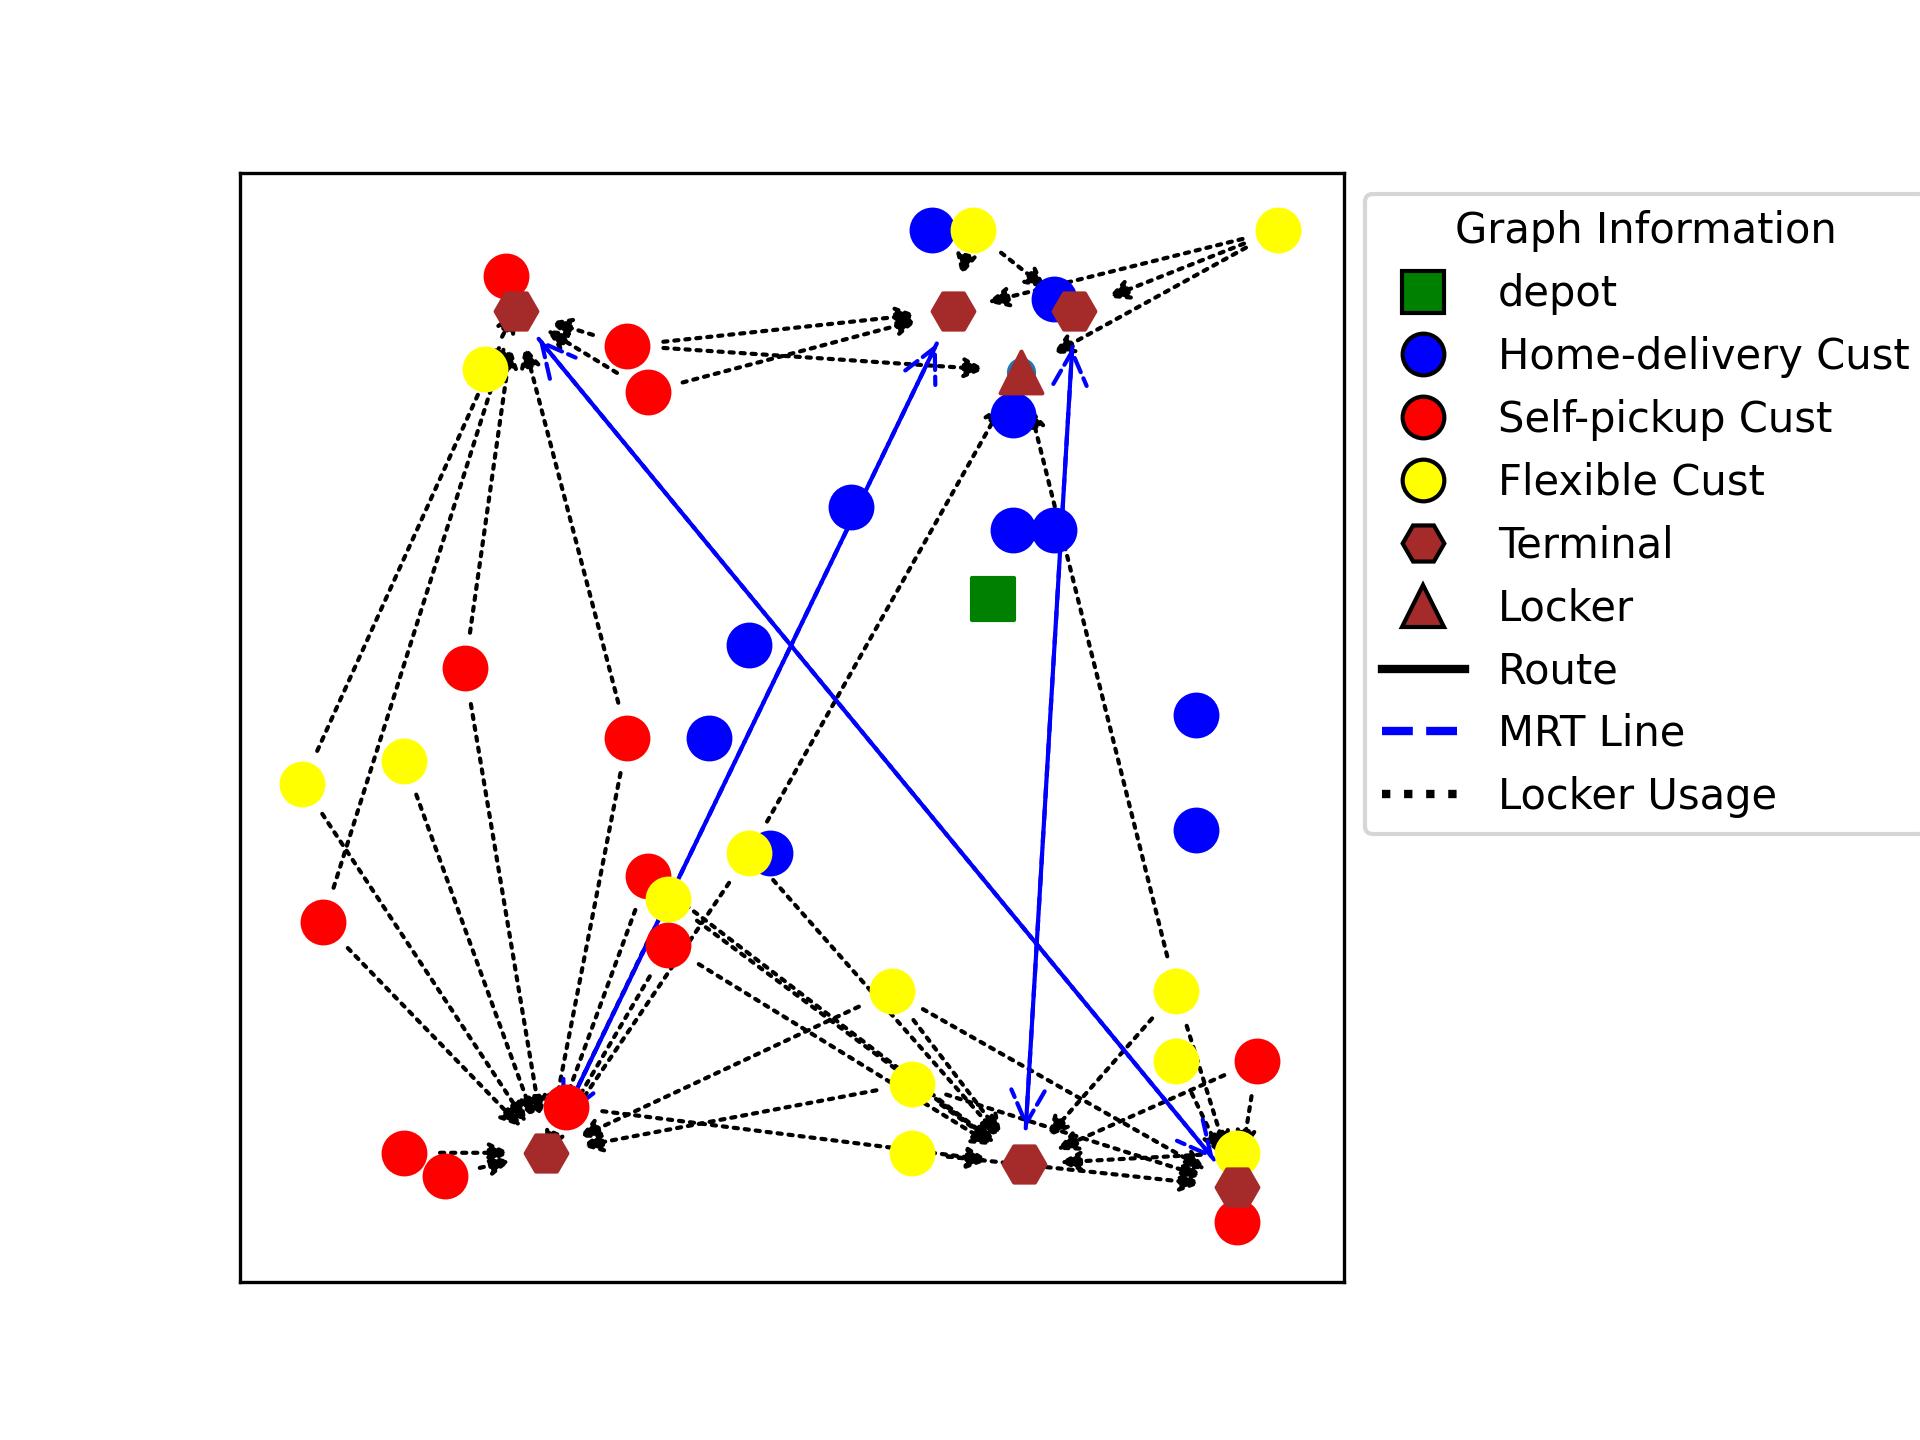 Graph Information
depot
Home-delivery Cust
Self-pickup Cust
Flexible Cust
Terminal
Locker
Route
MRT Line
Locker Usage